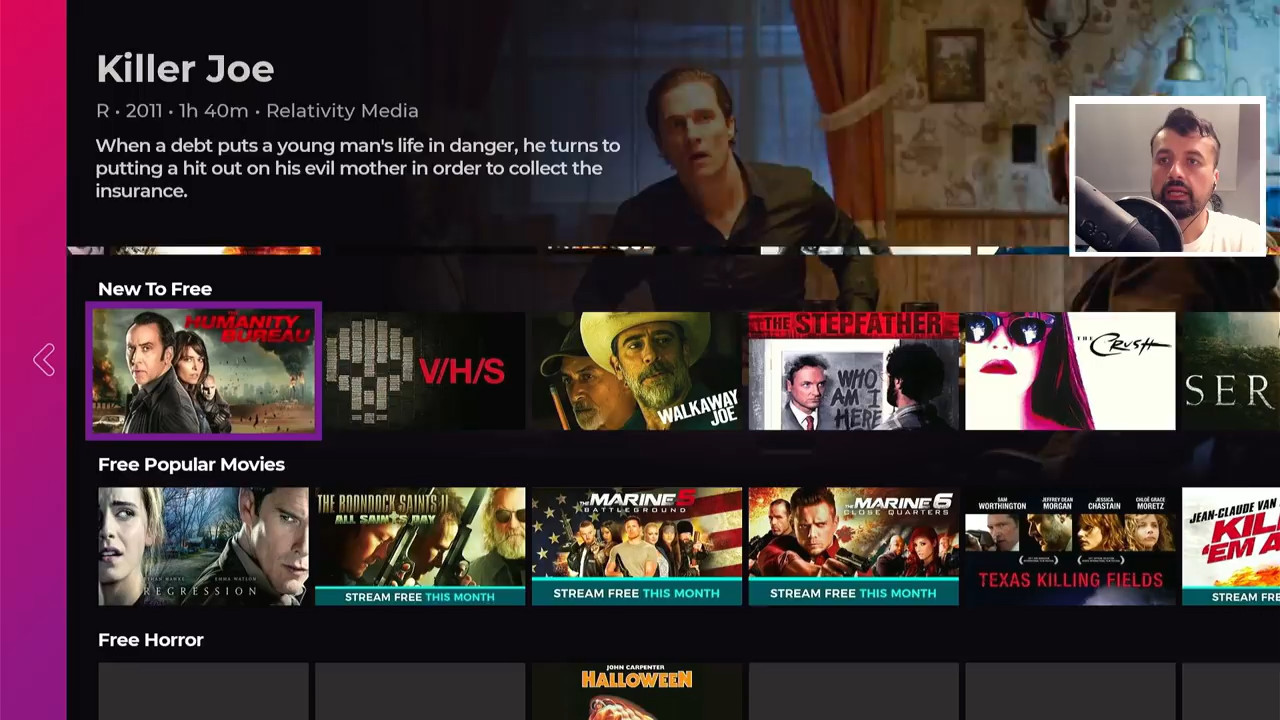 Killer Joe
R • 2011 • 1h 40m • Relativity Media
When a debt puts a young man's life in danger, he turns to
putting a hit out on his evil mother in order to collect the
insurance.
New To Free
THE
HUMANITY
BUREAU
V/H/S
WALKAWAY
JOE
THE STEPFATHER
WHO
AM I
HERE
THE CRUSH
SER
Free Popular Movies
ETHAN HAWKE EMMA WATSON
REGRESSION
THE BOONDOCK SAINTS II
ALL SAINTS DAY
STREAM FREE THIS MONTH
THE MARINE 5
BATTLEGROUND
STREAM FREE THIS MONTH
THE MARINE 6
CLOSE QUARTERS
STREAM FREE THIS MONTH
SAM WORTHINGTON
JEFFREY DEAN MORGAN
JESSICA CHASTAIN
CHLOË GRACE MORETZ
TEXAS KILLING FIELDS
JEAN-CLAUDE VAN
KILL
'EM A
STREAM FRE
Free Horror
JOHN CARPENTER
HALLOWEEN